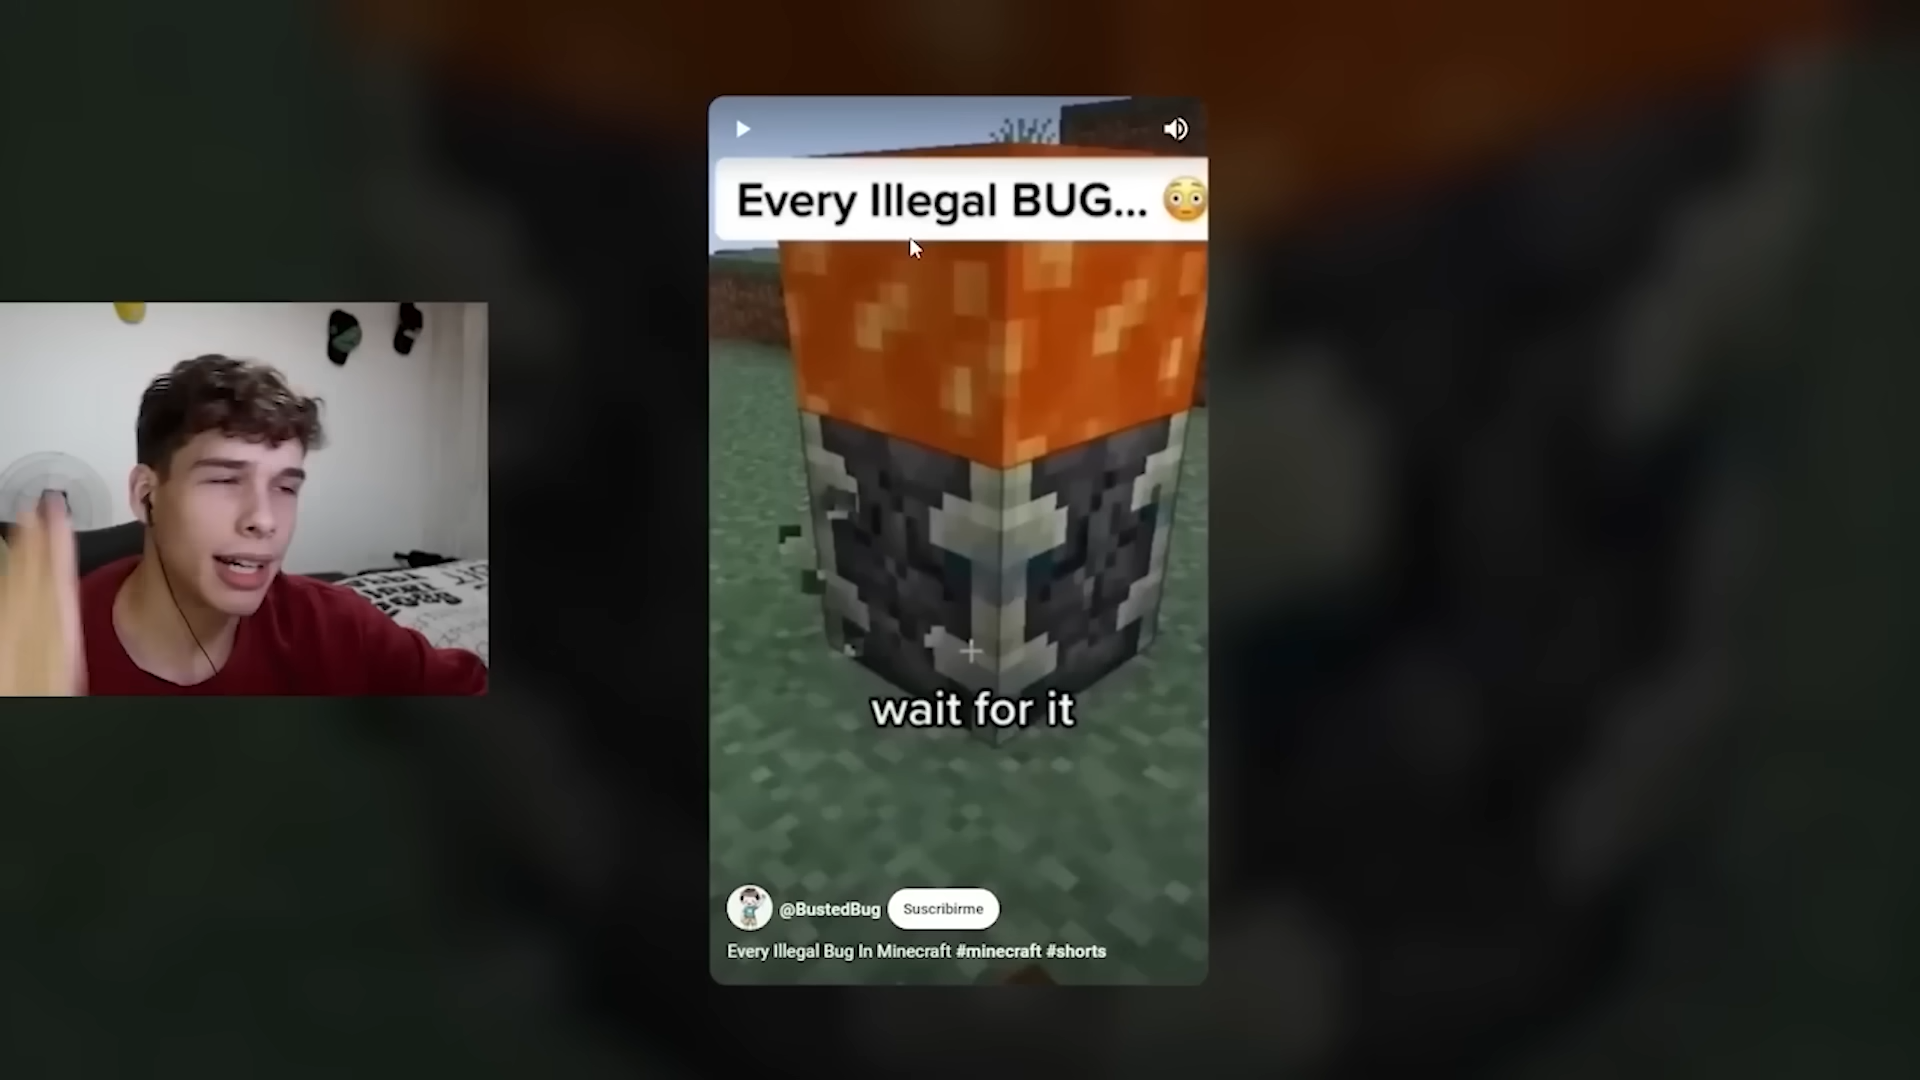 Every Illegal BUG... 😳
wait for it
@BustedBug Suscribirme
Every Illegal Bug In Minecraft #minecraft #shorts